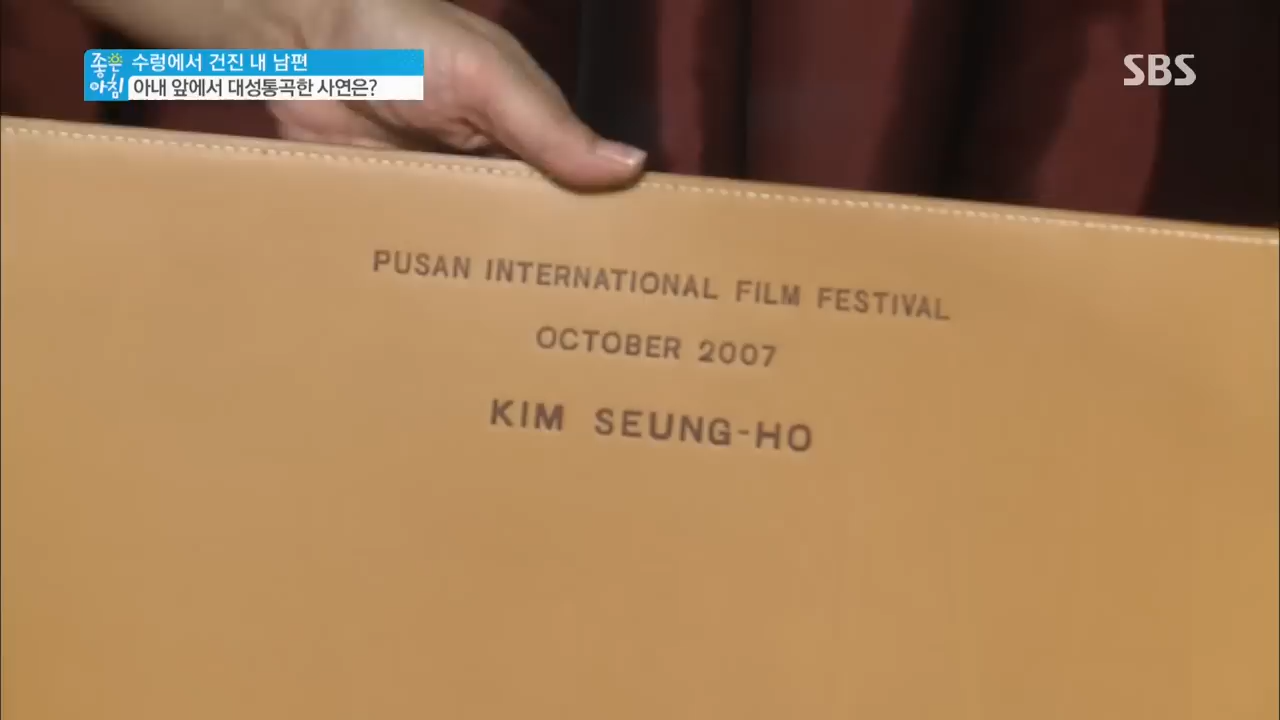 좋은
아침
수렁에서 건진 내 남편
아내 앞에서 대성통곡한 사연은?
SBS
PUSAN INTERNATIONAL FILM FESTIVAL
OCTOBER 2007
KIM SEUNG-HO